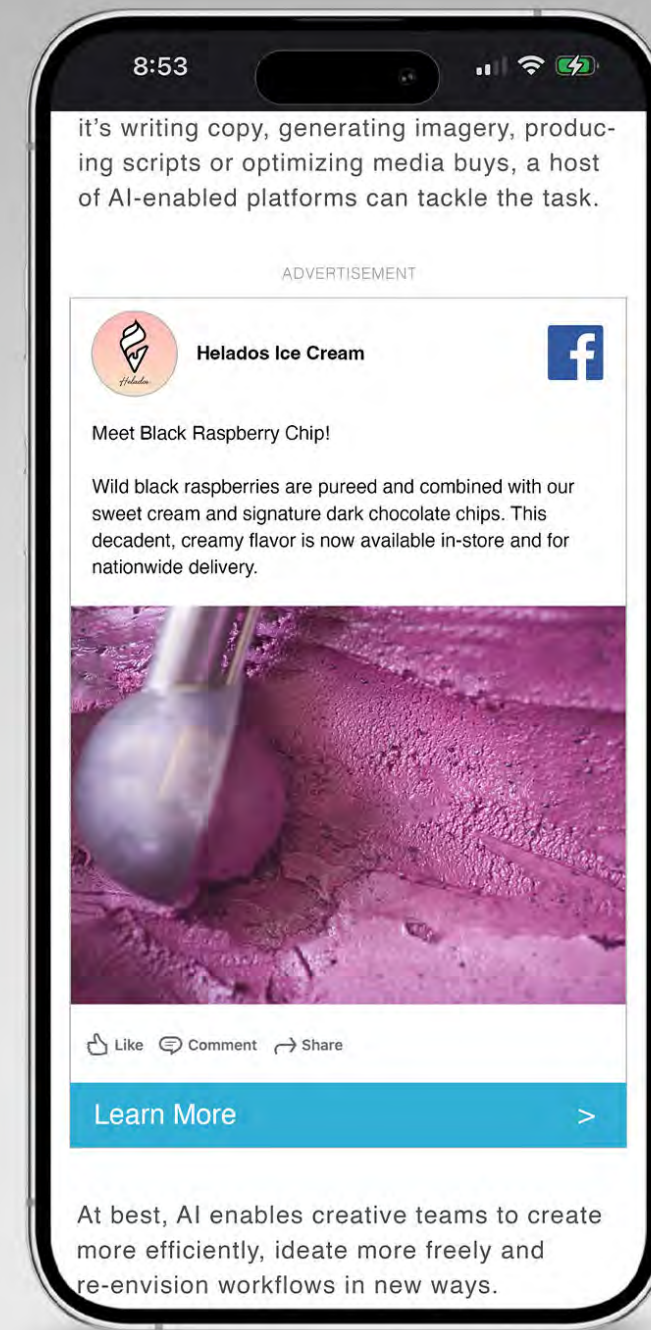 8:53
it's writing copy, generating imagery, produc-
ing scripts or optimizing media buys, a host
of AI-enabled platforms can tackle the task.
ADVERTISEMENT
Helados
Helados Ice Cream
f
Meet Black Raspberry Chip!
Wild black raspberries are pureed and combined with our
sweet cream and signature dark chocolate chips. This
decadent, creamy flavor is now available in-store and for
nationwide delivery.
Like Comment Share
Learn More >
At best, AI enables creative teams to create
more efficiently, ideate more freely and
re-envision workflows in new ways.